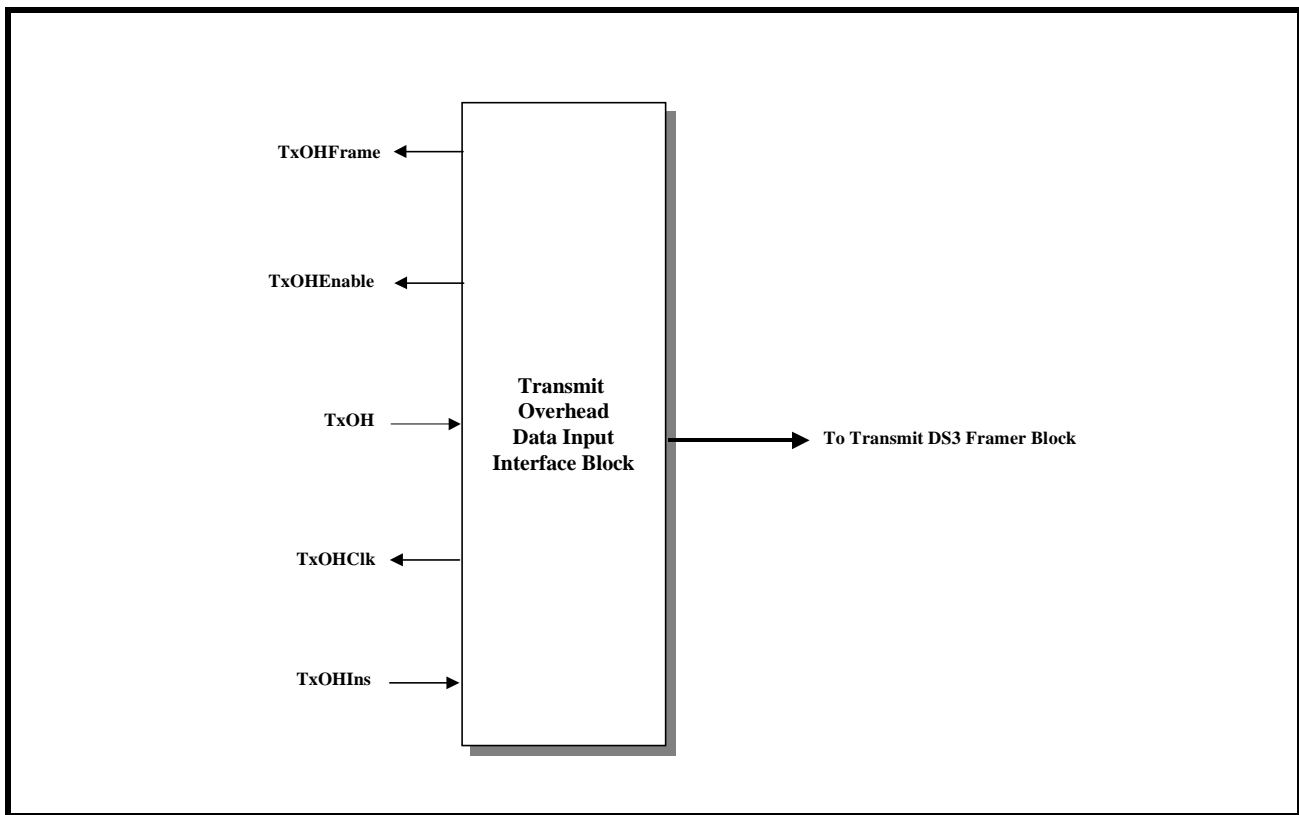 TxOHFrame
TxOHEnable
TxOH
TxOHClk
TxOHIns
Transmit
Overhead
Data Input
Interface Block
To Transmit DS3 Framer Block